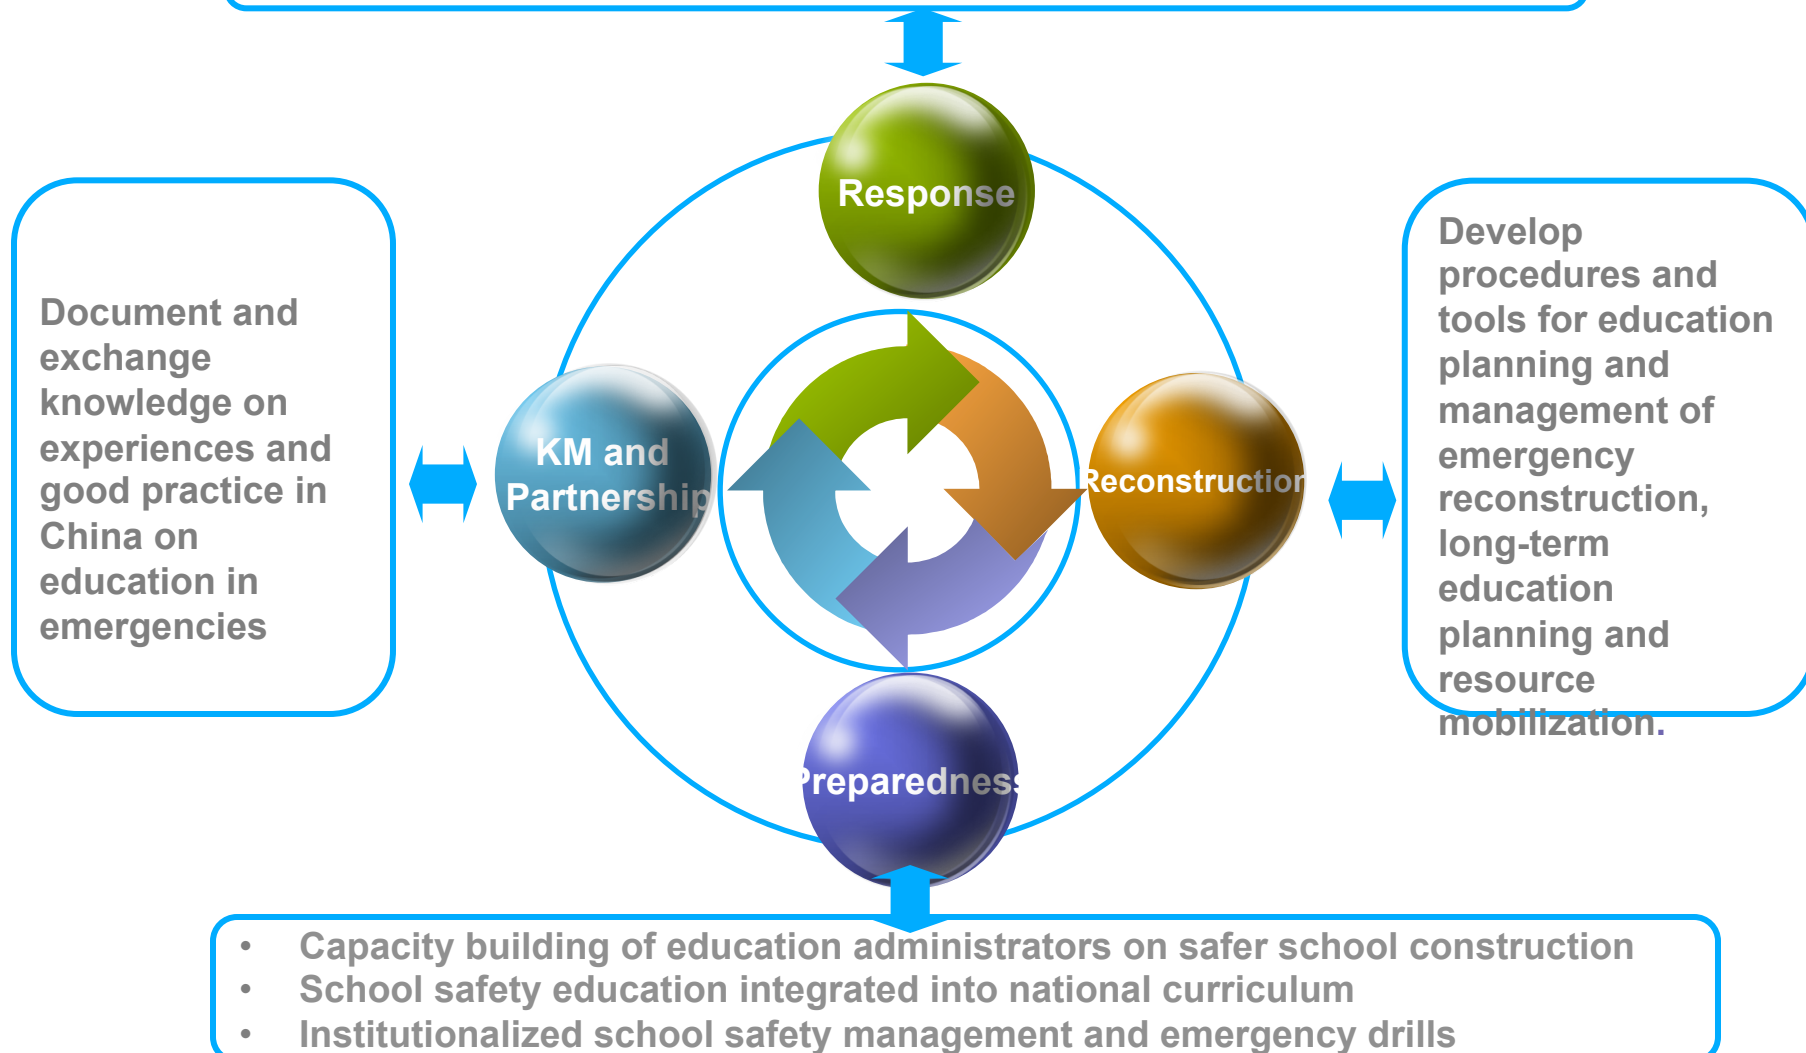 Response
Document and
exchange
knowledge on
experiences and
good practice in
China on
education in
emergencies
KM and
Partnership
Reconstruction
Develop
procedures and
tools for education
planning and
management of
emergency
reconstruction,
long-term
education
planning and
resource
mobilization.
Preparedness
• Capacity building of education administrators on safer school construction
• School safety education integrated into national curriculum
• Institutionalized school safety management and emergency drills